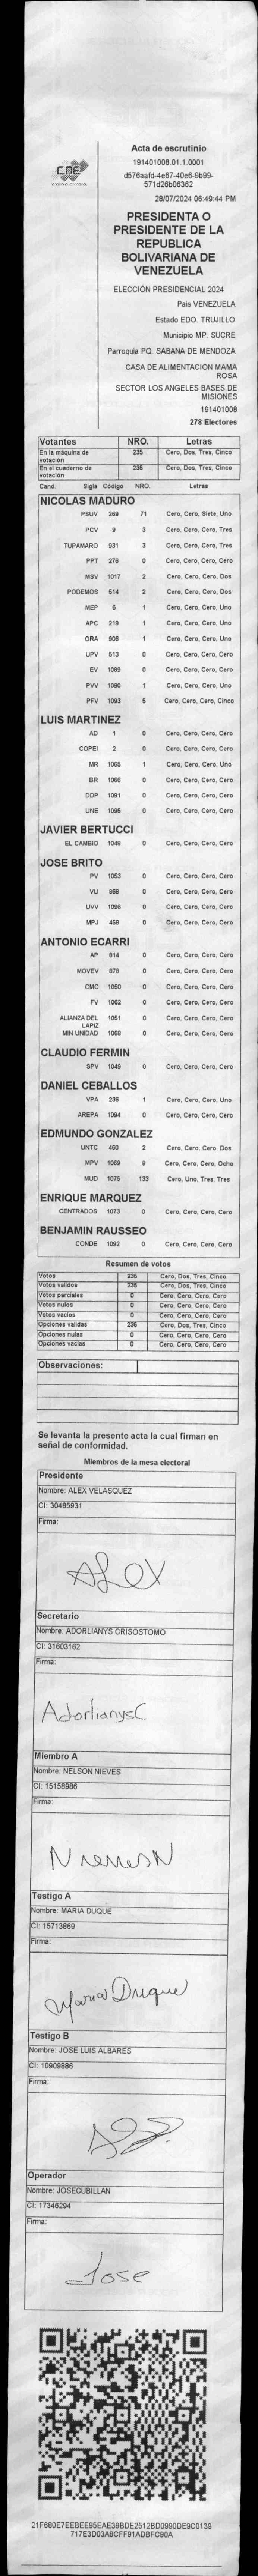 CNE
Acta de escrutinio
191401008.01.1.0001
d576aafd-4e67-40e6-9b99-
571d26b06362
28/07/2024 06:49:44 PM
PRESIDENTA O
PRESIDENTE DE LA
REPUBLICA
BOLIVARIANA DE
VENEZUELA
ELECCIÓN PRESIDENCIAL 2024
Pais VENEZUELA
Estado EDO. TRUJILLO
Municipio MP. SUCRE
Parroquia PQ. SABANA DE MENDOZA
CASA DE ALIMENTACION MAMA
ROSA
SECTOR LOS ANGELES BASES DE
MISIONES
191401008
278 Electores
Votantes NRO. Letras
En la máquina de votación 235 Cero, Dos, Tres, Cinco
En el cuaderno de votación 235 Cero, Dos, Tres, Cinco
Cand. Sigla Código NRO. Letras
NICOLAS MADURO
PSUV 269 71 Cero, Cero, Siete, Uno
PCV 9 3 Cero, Cero, Cero, Tres
TUPAMARO 931 3 Cero, Cero, Cero, Tres
PPT 276 0 Cero, Cero, Cero, Cero
MSV 1017 2 Cero, Cero, Cero, Dos
PODEMOS 514 2 Cero, Cero, Cero, Dos
MEP 6 1 Cero, Cero, Cero, Uno
APC 218 1 Cero, Cero, Cero, Uno
ORA 906 1 Cero, Cero, Cero, Uno
UPV 513 0 Cero, Cero, Cero, Cero
EV 1089 0 Cero, Cero, Cero, Cero
PVV 1090 1 Cero, Cero, Cero, Uno
PFV 1093 5 Cero, Cero, Cero, Cinco
LUIS MARTINEZ
AD 1 0 Cero, Cero, Cero, Cero
COPEI 2 0 Cero, Cero, Cero, Cero
MR 1065 1 Cero, Cero, Cero, Uno
BR 1066 0 Cero, Cero, Cero, Cero
DDP 1091 0 Cero, Cero, Cero, Cero
UNE 1095 0 Cero, Cero, Cero, Cero
JAVIER BERTUCCI
EL CAMBIO 1048 0 Cero, Cero, Cero, Cero
JOSE BRITO
PV 1053 0 Cero, Cero, Cero, Cero
VU 868 0 Cero, Cero, Cero, Cero
UVV 1096 0 Cero, Cero, Cero, Cero
MPJ 458 0 Cero, Cero, Cero, Cero
ANTONIO ECARRI
AP 914 0 Cero, Cero, Cero, Cero
MOVEV 979 0 Cero, Cero, Cero, Cero
CMC 1050 0 Cero, Cero, Cero, Cero
FV 1062 0 Cero, Cero, Cero, Cero
ALIANZA DEL LAPIZ 1051 0 Cero, Cero, Cero, Cero
MIN UNIDAD 1068 0 Cero, Cero, Cero, Cero
CLAUDIO FERMIN
SPV 1049 0 Cero, Cero, Cero, Cero
DANIEL CEBALLOS
VPA 236 1 Cero, Cero, Cero, Uno
AREPA 1094 0 Cero, Cero, Cero, Cero
EDMUNDO GONZALEZ
UNTC 460 2 Cero, Cero, Cero, Dos
MPV 1069 8 Cero, Cero, Cero, Ocho
MUD 1075 133 Cero, Uno, Tres, Tres
ENRIQUE MARQUEZ
CENTRADOS 1073 0 Cero, Cero, Cero, Cero
BENJAMIN RAUSSEO
CONDE 1092 0 Cero, Cero, Cero, Cero
Resumen de votos
Votos 235 Cero, Dos, Tres, Cinco
Votos validos 235 Cero, Dos, Tres, Cinco
Votos parciales 0 Cero, Cero, Cero, Cero
Votos nulos 0 Cero, Cero, Cero, Cero
Votos vacios 0 Cero, Cero, Cero, Cero
Opciones validas 235 Cero, Dos, Tres, Cinco
Opciones nulas 0 Cero, Cero, Cero, Cero
Opciones vacias 0 Cero, Cero, Cero, Cero
Observaciones:
Se levanta la presente acta la cual firman en
señal de conformidad.
Miembros de la mesa electoral
Presidente
Nombre: ALEX VELASQUEZ
CI: 30485931
Firma:
ALEX
Secretario
Nombre: ADORLIANYS CRISOSTOMO
CI: 31603162
Firma:
AdorlianysC
Miembro A
Nombre: NELSON NIEVES
CI: 15158986
Firma:
NievesN
Testigo A
Nombre: MARIA DUQUE
CI: 15713869
Firma:
Maria Duque
Testigo B
Nombre: JOSE LUIS ALBARES
CI: 10909886
Firma:
Operador
Nombre: JOSECUBILLAN
CI: 17346294
Firma:
Jose
21F680E7EEBEE95EAE39BDE2512BD0990DE9C0139
717E3D03A8CFF91ADBFC90A